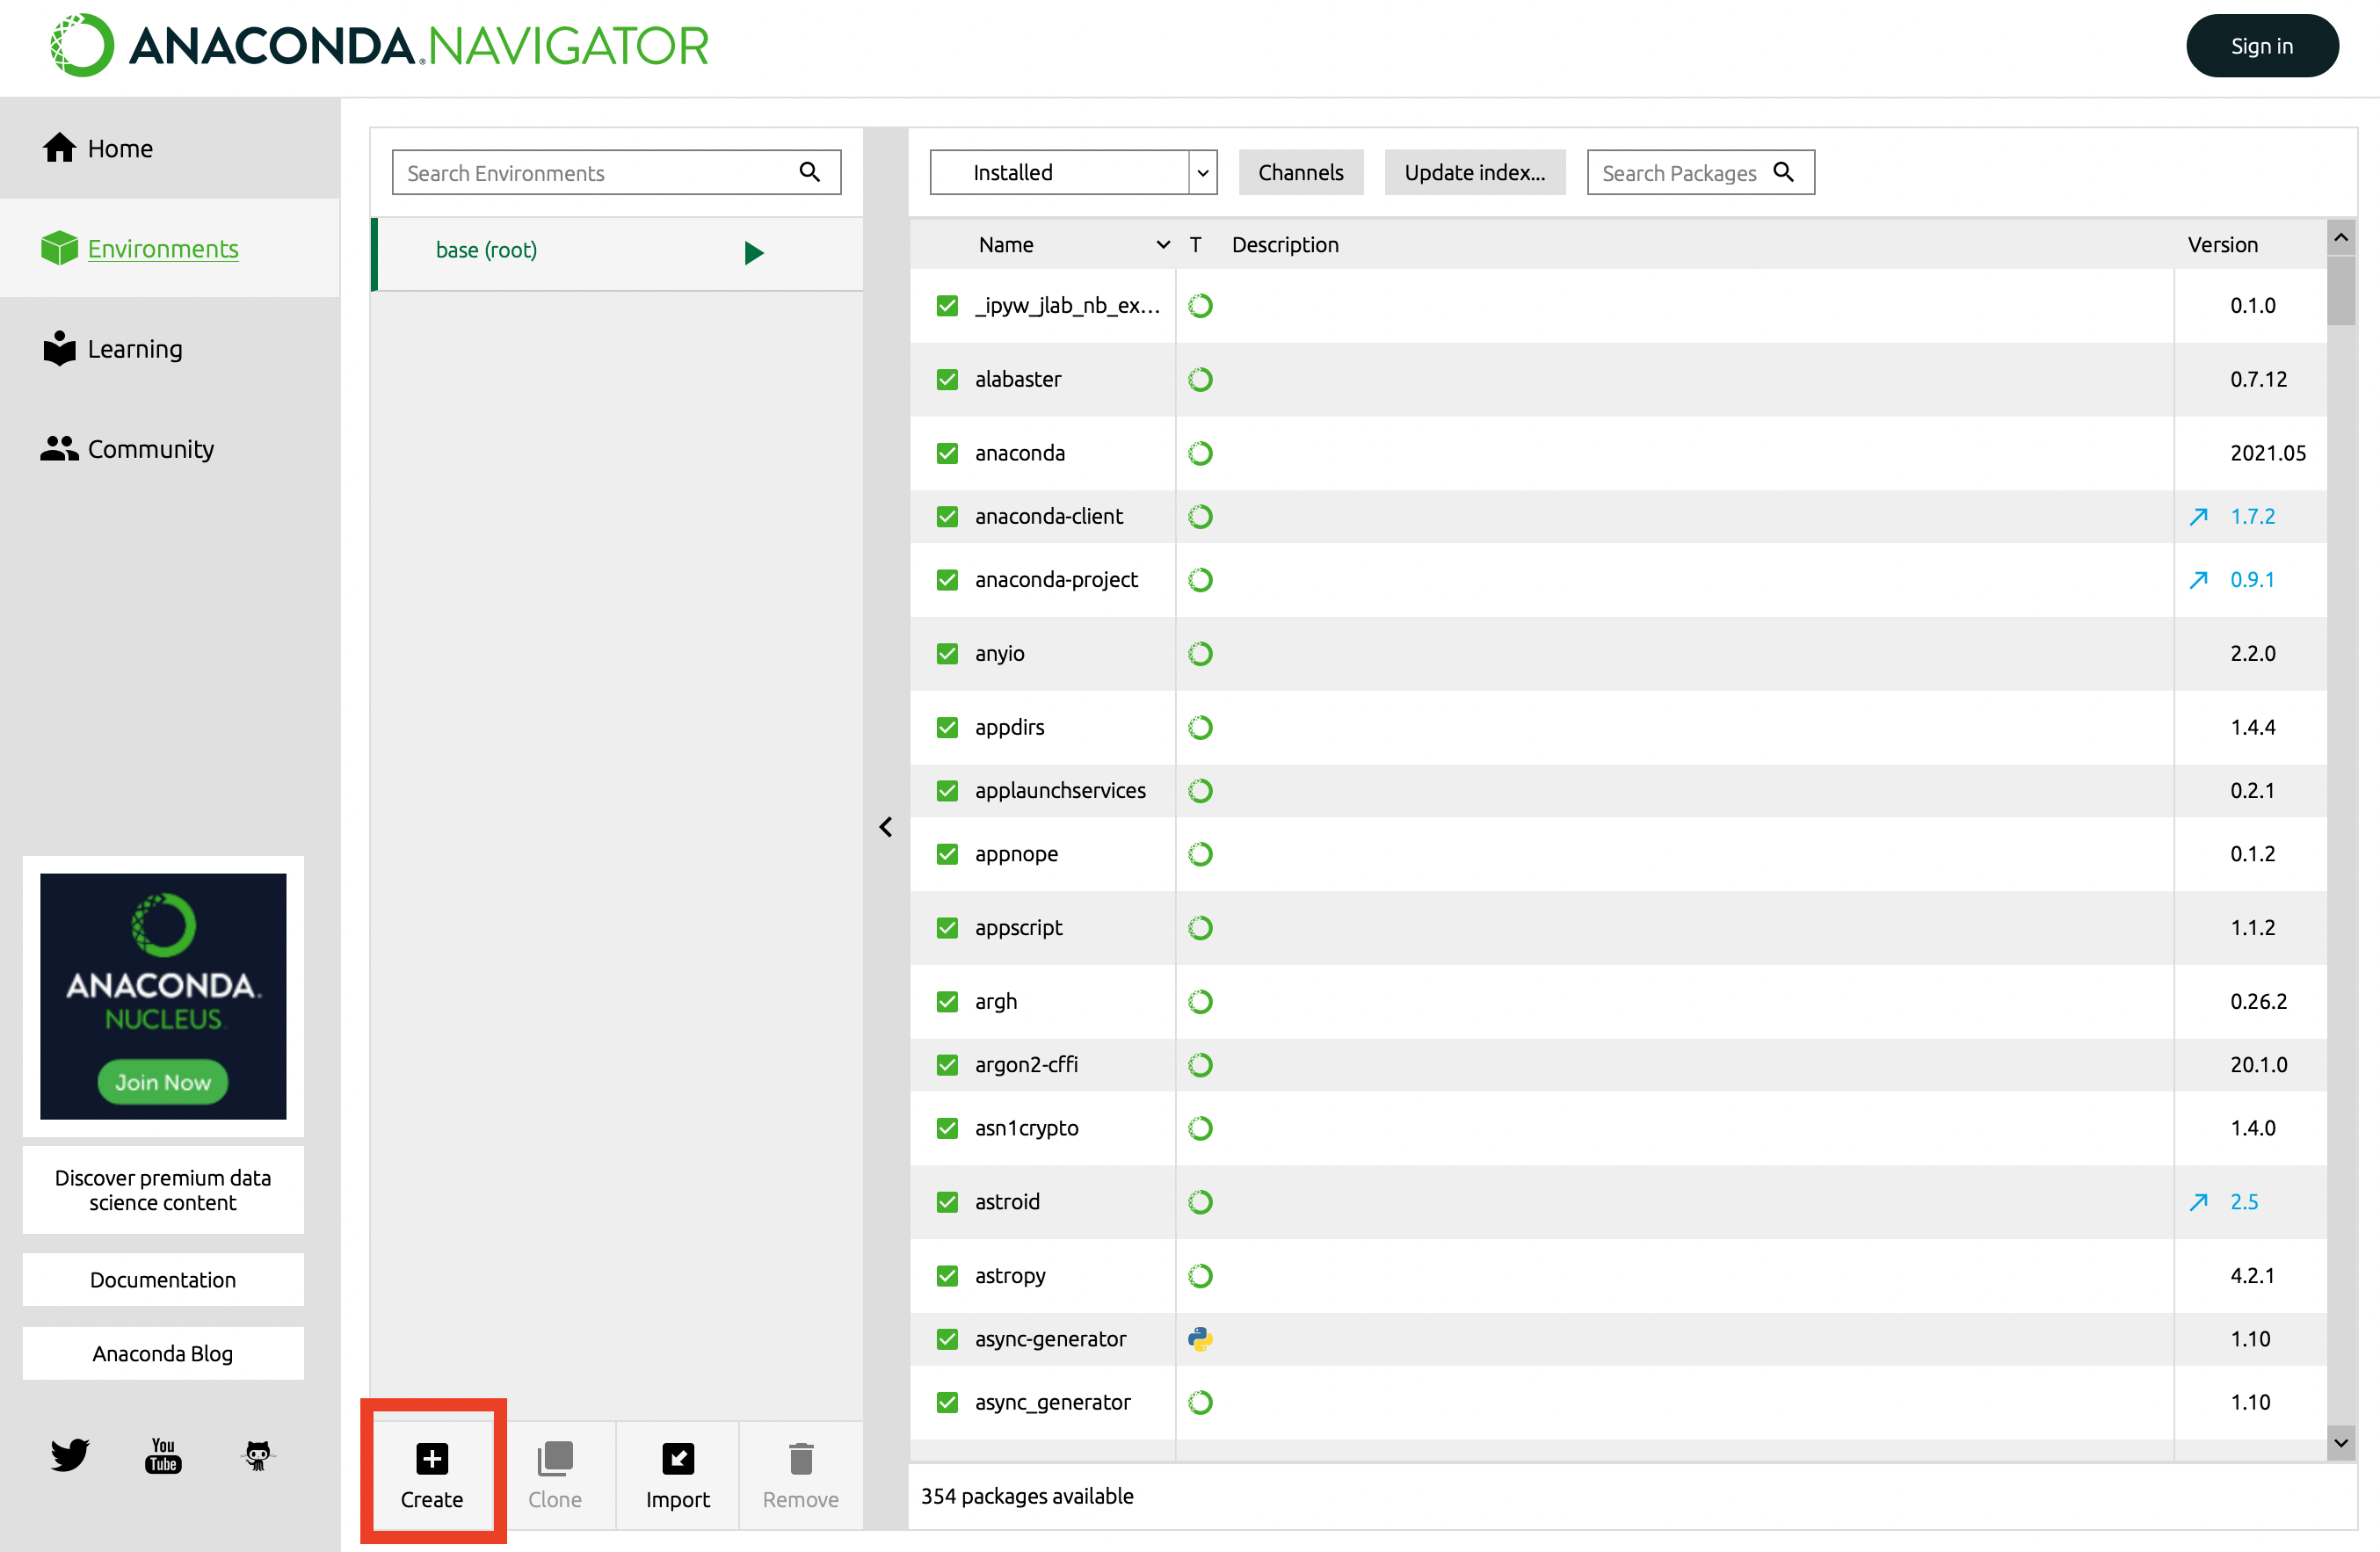 ANACONDA.NAVIGATOR
Sign in
Home
Environments
Learning
Community
ANACONDA.
NUCLEUS.
Join Now
Discover premium data
science content
Documentation
Anaconda Blog
You
Tube
Search Environments
base (root)
Create
Clone
Import
Remove
Installed
Channels
Update index...
Search Packages
Name T Description Version
_ipyw_jlab_nb_ex... 0.1.0
alabaster 0.7.12
anaconda 2021.05
anaconda-client 1.7.2
anaconda-project 0.9.1
anyio 2.2.0
appdirs 1.4.4
applaunchservices 0.2.1
appnope 0.1.2
appscript 1.1.2
argh 0.26.2
argon2-cffi 20.1.0
asn1crypto 1.4.0
astroid 2.5
astropy 4.2.1
async-generator 1.10
async_generator 1.10
354 packages available